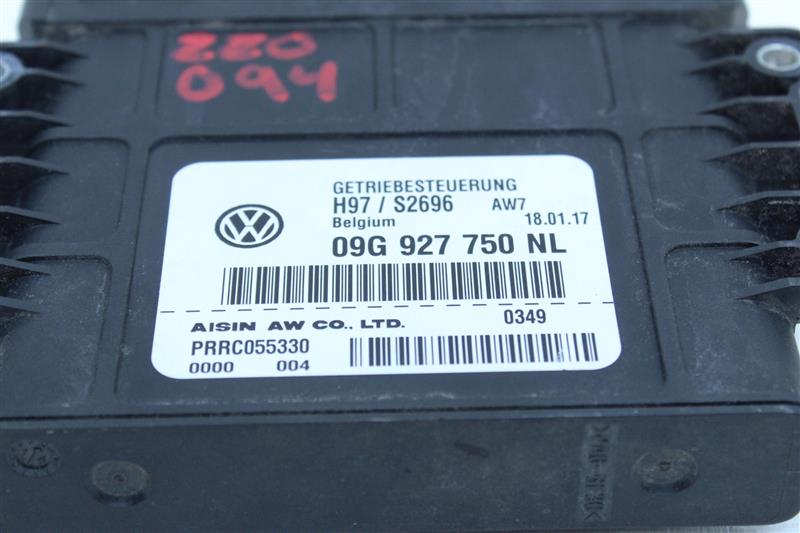 220
094
GETRIEBESTEUERUNG
H97 / S2696 AW7
Belgium 18.01.17
09G 927 750 NL
AISIN AW CO., LTD. 0349
PRRC055330
0000 004